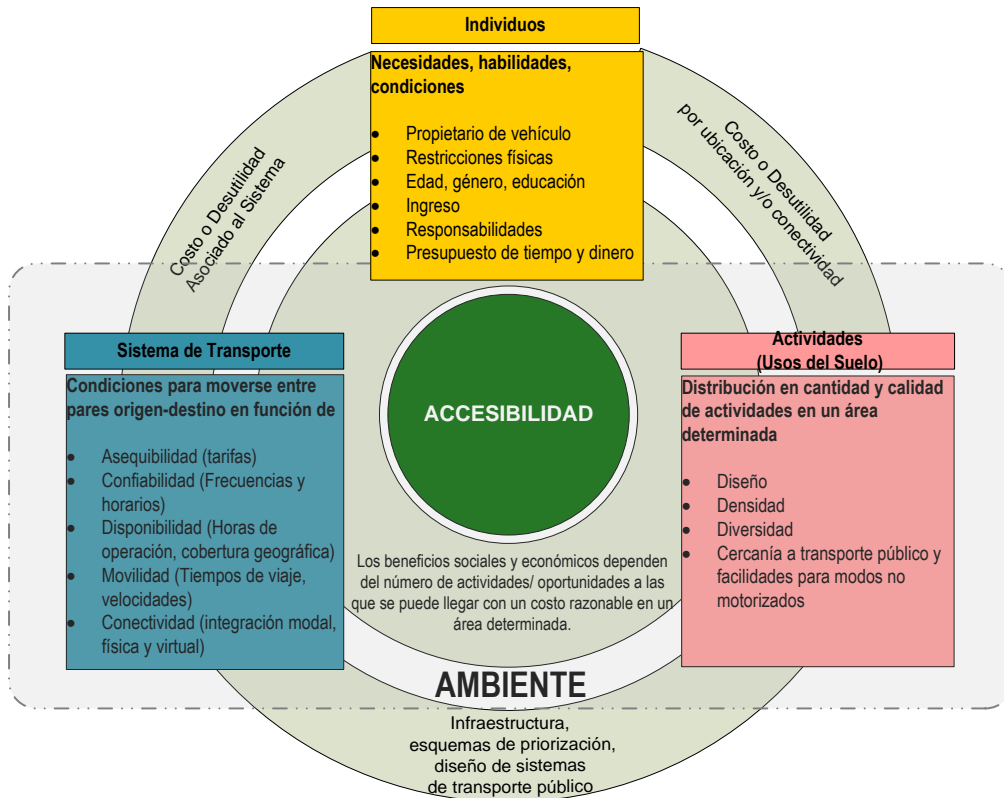 Individuos
Necesidades, habilidades,
condiciones
• Propietario de vehículo
• Restricciones físicas
• Edad, género, educación
• Ingreso
• Responsabilidades
• Presupuesto de tiempo y dinero
Costo o Desutilidad
Asociado al Sistema
Costo o Desutilidad
por ubicación y/o conectividad
Sistema de Transporte
Condiciones para moverse entre
pares origen-destino en función de
• Asequibilidad (tarifas)
• Confiabilidad (Frecuencias y
horarios)
• Disponibilidad (Horas de
operación, cobertura geográfica)
• Movilidad (Tiempos de viaje,
velocidades)
• Conectividad (integración modal,
física y virtual)
ACCESIBILIDAD
Los beneficios sociales y económicos dependen
del número de actividades/ oportunidades a las
que se puede llegar con un costo razonable en un
área determinada.
Actividades
(Usos del Suelo)
Distribución en cantidad y calidad
de actividades en un área
determinada
• Diseño
• Densidad
• Diversidad
• Cercanía a transporte público y
facilidades para modos no
motorizados
AMBIENTE
Infraestructura,
esquemas de priorización,
diseño de sistemas
de transporte público